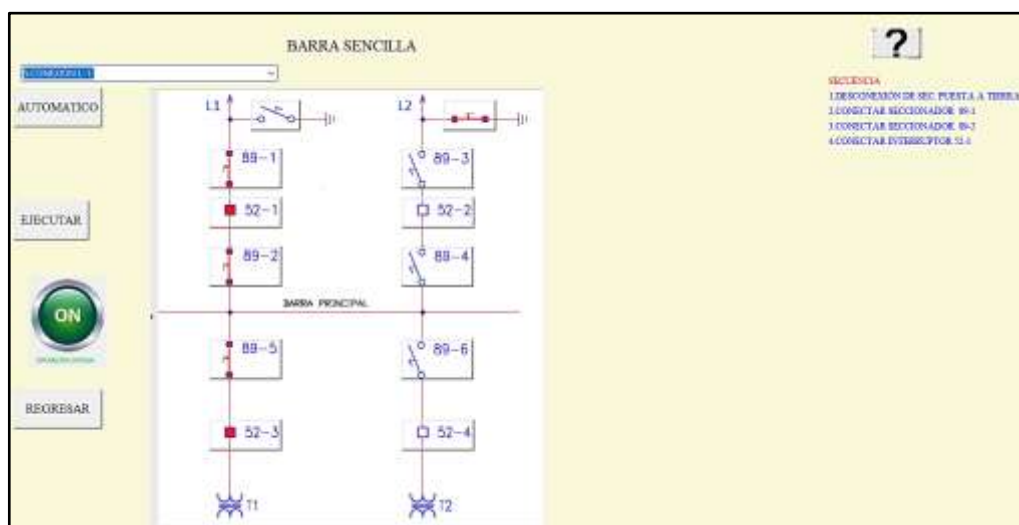 BARRA SENCILLA
?
SECUENCIA
AUTOMATICO
1.DESCONEXIÓN DE SEC. PUESTA A TIERRA
2.CONECTAR SECCIONADOR 89-1
3.CONECTAR SECCIONADOR 89-2
4.CONECTAR INTERRUPTOR 52-1
L1
L2
89-1
89-3
52-1
52-2
EJECUTAR
89-2
89-4
BARRA PRINCIPAL
ON
89-5
89-6
REGRESAR
52-3
52-4
T1
T2